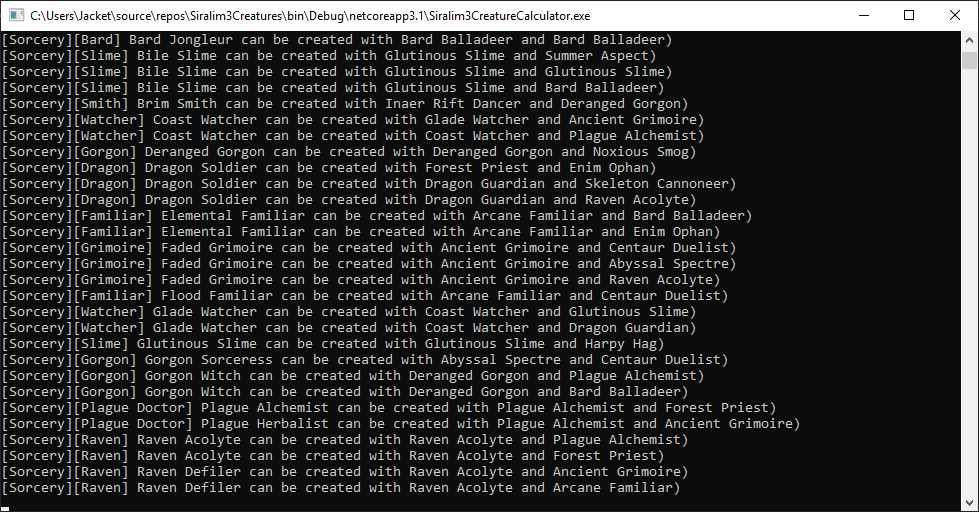 C:\Users\Jacket\source\repos\Siralim3Creatures\bin\Debug\netcoreapp3.1\Siralim3CreatureCalculator.exe
[Sorcery][Bard] Bard Jongleur can be created with Bard Balladeer and Bard Balladeer)
[Sorcery][Slime] Bile Slime can be created with Glutinous Slime and Summer Aspect)
[Sorcery][Slime] Bile Slime can be created with Glutinous Slime and Glutinous Slime)
[Sorcery][Slime] Bile Slime can be created with Glutinous Slime and Bard Balladeer)
[Sorcery][Smith] Brim Smith can be created with Inaer Rift Dancer and Deranged Gorgon)
[Sorcery][Watcher] Coast Watcher can be created with Glade Watcher and Ancient Grimoire)
[Sorcery][Watcher] Coast Watcher can be created with Coast Watcher and Plague Alchemist)
[Sorcery][Gorgon] Deranged Gorgon can be created with Deranged Gorgon and Noxious Smog)
[Sorcery][Dragon] Dragon Soldier can be created with Forest Priest and Enim Ophan)
[Sorcery][Dragon] Dragon Soldier can be created with Dragon Guardian and Skeleton Cannoneer)
[Sorcery][Dragon] Dragon Soldier can be created with Dragon Guardian and Raven Acolyte)
[Sorcery][Familiar] Elemental Familiar can be created with Arcane Familiar and Bard Balladeer)
[Sorcery][Familiar] Elemental Familiar can be created with Arcane Familiar and Enim Ophan)
[Sorcery][Grimoire] Faded Grimoire can be created with Ancient Grimoire and Centaur Duelist)
[Sorcery][Grimoire] Faded Grimoire can be created with Ancient Grimoire and Abyssal Spectre)
[Sorcery][Grimoire] Faded Grimoire can be created with Ancient Grimoire and Raven Acolyte)
[Sorcery][Familiar] Flood Familiar can be created with Arcane Familiar and Centaur Duelist)
[Sorcery][Watcher] Glade Watcher can be created with Coast Watcher and Glutinous Slime)
[Sorcery][Watcher] Glade Watcher can be created with Coast Watcher and Dragon Guardian)
[Sorcery][Slime] Glutinous Slime can be created with Glutinous Slime and Harpy Hag)
[Sorcery][Gorgon] Gorgon Sorceress can be created with Abyssal Spectre and Centaur Duelist)
[Sorcery][Gorgon] Gorgon Witch can be created with Deranged Gorgon and Plague Alchemist)
[Sorcery][Gorgon] Gorgon Witch can be created with Deranged Gorgon and Bard Balladeer)
[Sorcery][Plague Doctor] Plague Alchemist can be created with Plague Alchemist and Forest Priest)
[Sorcery][Plague Doctor] Plague Herbalist can be created with Plague Alchemist and Ancient Grimoire)
[Sorcery][Raven] Raven Acolyte can be created with Raven Acolyte and Plague Alchemist)
[Sorcery][Raven] Raven Acolyte can be created with Raven Acolyte and Forest Priest)
[Sorcery][Raven] Raven Defiler can be created with Raven Acolyte and Ancient Grimoire)
[Sorcery][Raven] Raven Defiler can be created with Raven Acolyte and Arcane Familiar)